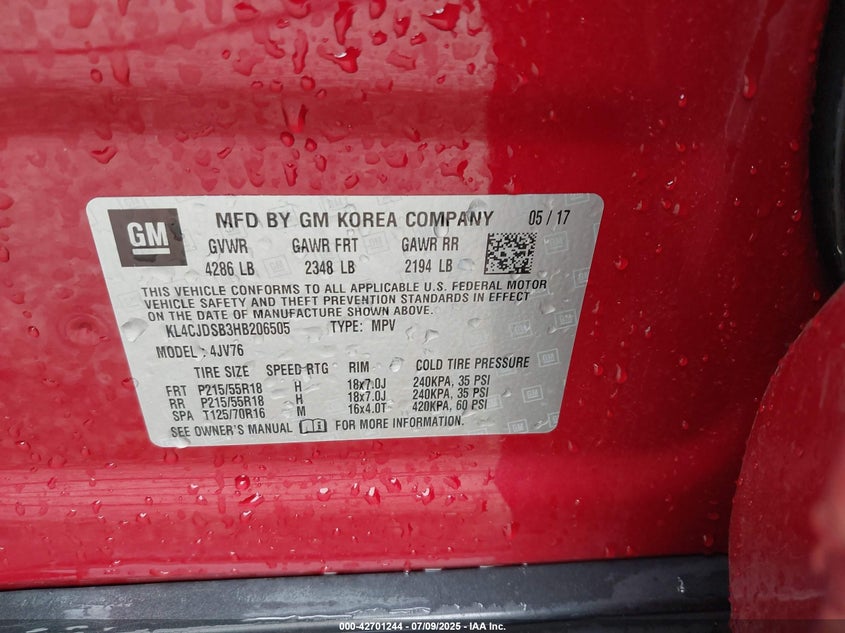 GM MFD BY GM KOREA COMPANY 05 / 17
GVWR GAWR FRT GAWR RR
4286 LB 2348 LB 2194 LB
THIS VEHICLE CONFORMS TO ALL APPLICABLE U.S. FEDERAL MOTOR
VEHICLE SAFETY AND THEFT PREVENTION STANDARDS IN EFFECT
ON THE DATE OF MANUFACTURE SHOWN ABOVE.
KL4CJDSB3HB206505 TYPE: MPV
MODEL : 4JV76
TIRE SIZE SPEED RTG RIM COLD TIRE PRESSURE
FRT P215/55R18 H 18x7.0J 240KPA, 35 PSI
RR P215/55R18 H 18x7.0J 240KPA, 35 PSI
SPA T125/70R16 M 16x4.0T 420KPA, 60 PSI
SEE OWNER'S MANUAL FOR MORE INFORMATION.
000-42701244 - 07/09/2025 - IAA Inc.